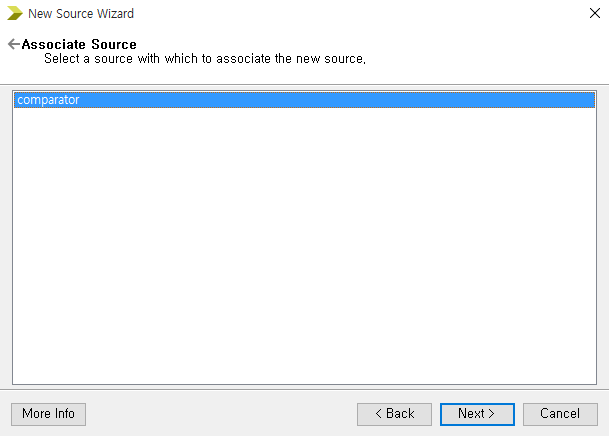 New Source Wizard
Associate Source
Select a source with which to associate the new source.
comparator
More Info
< Back
Next >
Cancel